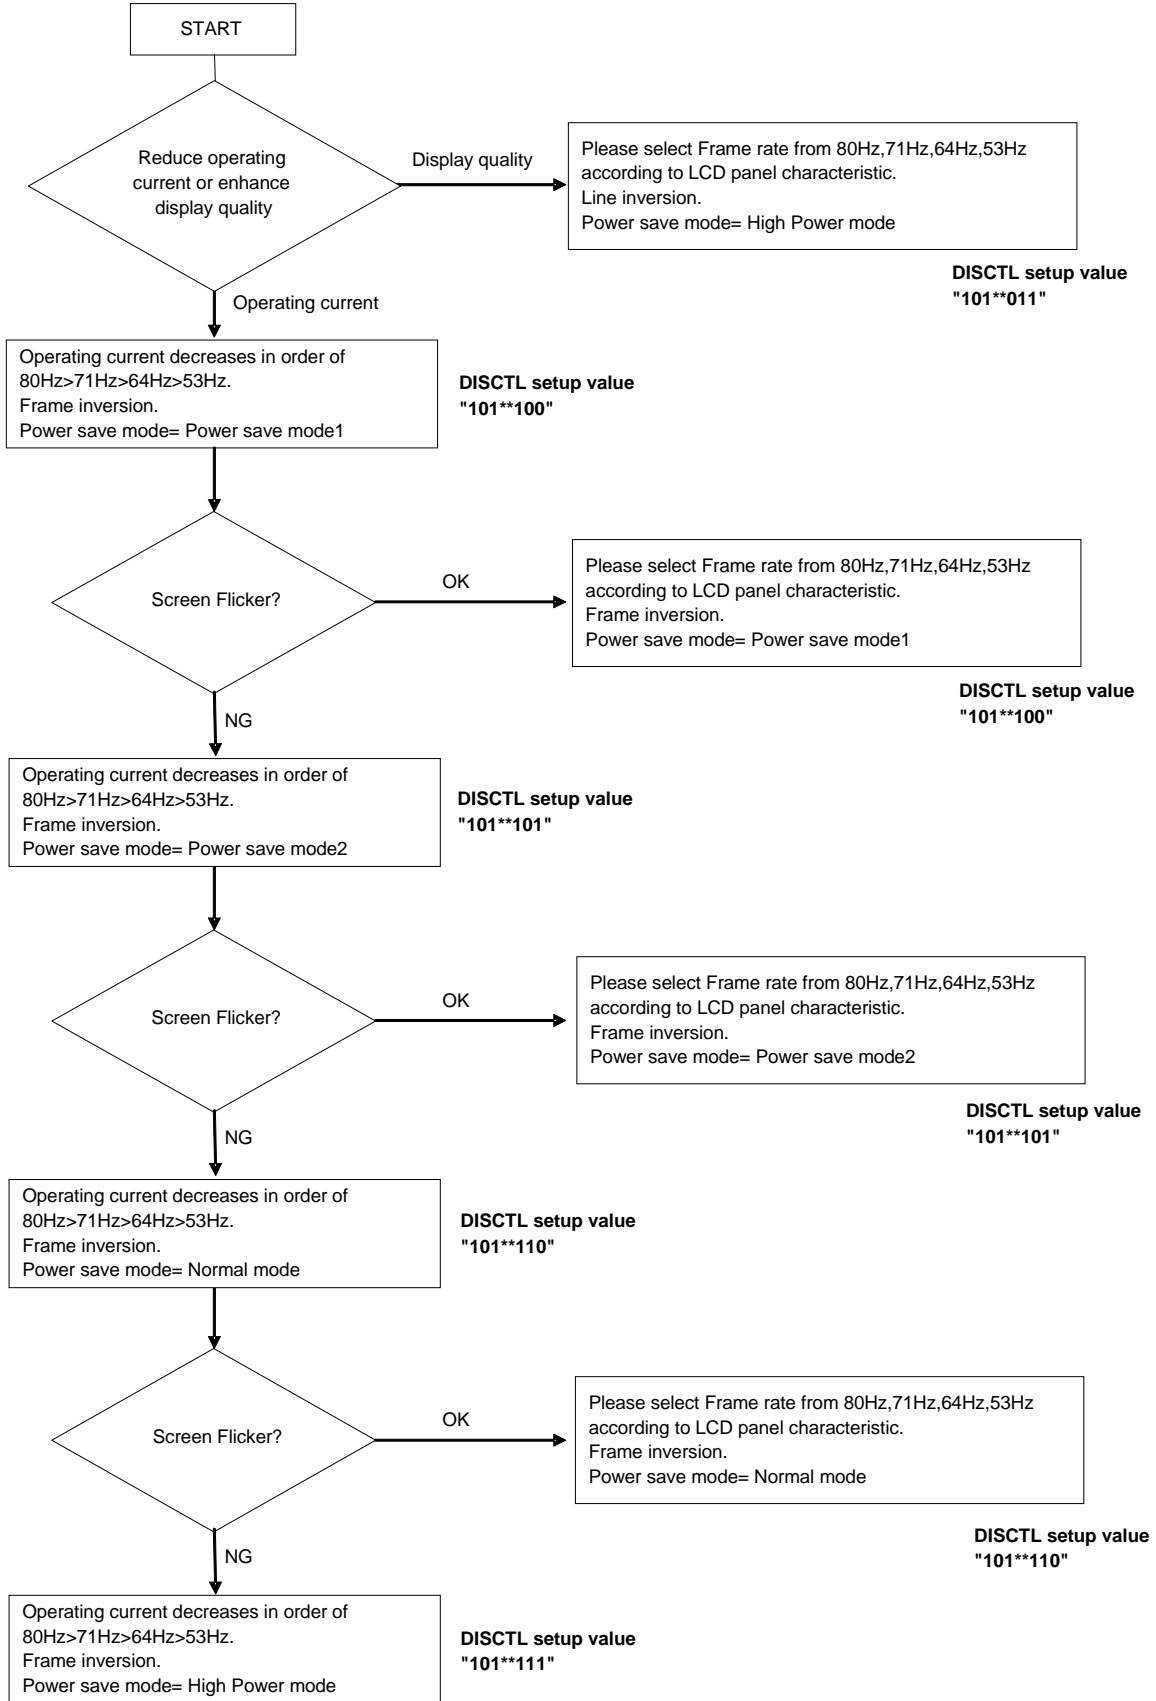 START
Reduce operating
current or enhance
display quality
Display quality
Please select Frame rate from 80Hz,71Hz,64Hz,53Hz
according to LCD panel characteristic.
Line inversion.
Power save mode= High Power mode
DISCTL setup value
"101**011"
Operating current
Operating current decreases in order of
80Hz>71Hz>64Hz>53Hz.
Frame inversion.
Power save mode= Power save mode1
DISCTL setup value
"101**100"
Screen Flicker?
OK
Please select Frame rate from 80Hz,71Hz,64Hz,53Hz
according to LCD panel characteristic.
Frame inversion.
Power save mode= Power save mode1
DISCTL setup value
"101**100"
NG
Operating current decreases in order of
80Hz>71Hz>64Hz>53Hz.
Frame inversion.
Power save mode= Power save mode2
DISCTL setup value
"101**101"
Screen Flicker?
OK
Please select Frame rate from 80Hz,71Hz,64Hz,53Hz
according to LCD panel characteristic.
Frame inversion.
Power save mode= Power save mode2
DISCTL setup value
"101**101"
NG
Operating current decreases in order of
80Hz>71Hz>64Hz>53Hz.
Frame inversion.
Power save mode= Normal mode
DISCTL setup value
"101**110"
Screen Flicker?
OK
Please select Frame rate from 80Hz,71Hz,64Hz,53Hz
according to LCD panel characteristic.
Frame inversion.
Power save mode= Normal mode
DISCTL setup value
"101**110"
NG
Operating current decreases in order of
80Hz>71Hz>64Hz>53Hz.
Frame inversion.
Power save mode= High Power mode
DISCTL setup value
"101**111"